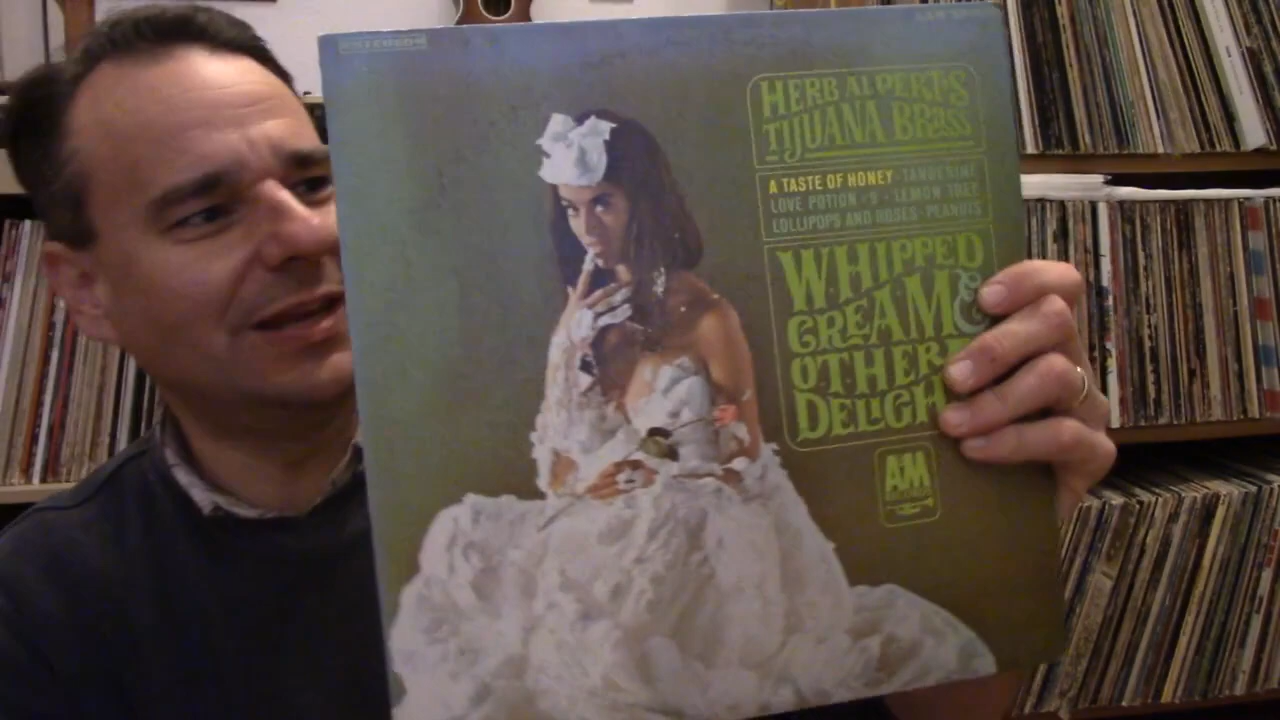 STEREO
HERB ALPERT'S
TIJUANA BRASS
A TASTE OF HONEY · TANGERINE
LOVE POTION #9 · LEMON TREE
LOLLIPOPS AND ROSES · PEANUTS
WHIPPED
CREAM &
OTHER
DELIGH
A&M
RECORDS